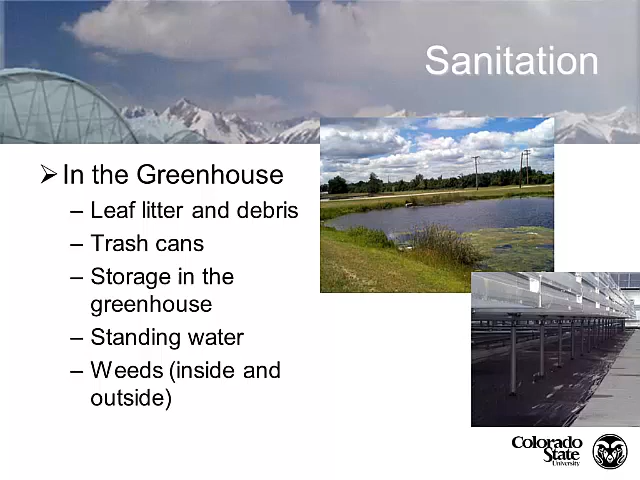 Sanitation
➢ In the Greenhouse
– Leaf litter and debris
– Trash cans
– Storage in the
greenhouse
– Standing water
– Weeds (inside and
outside)
Colorado
State
University